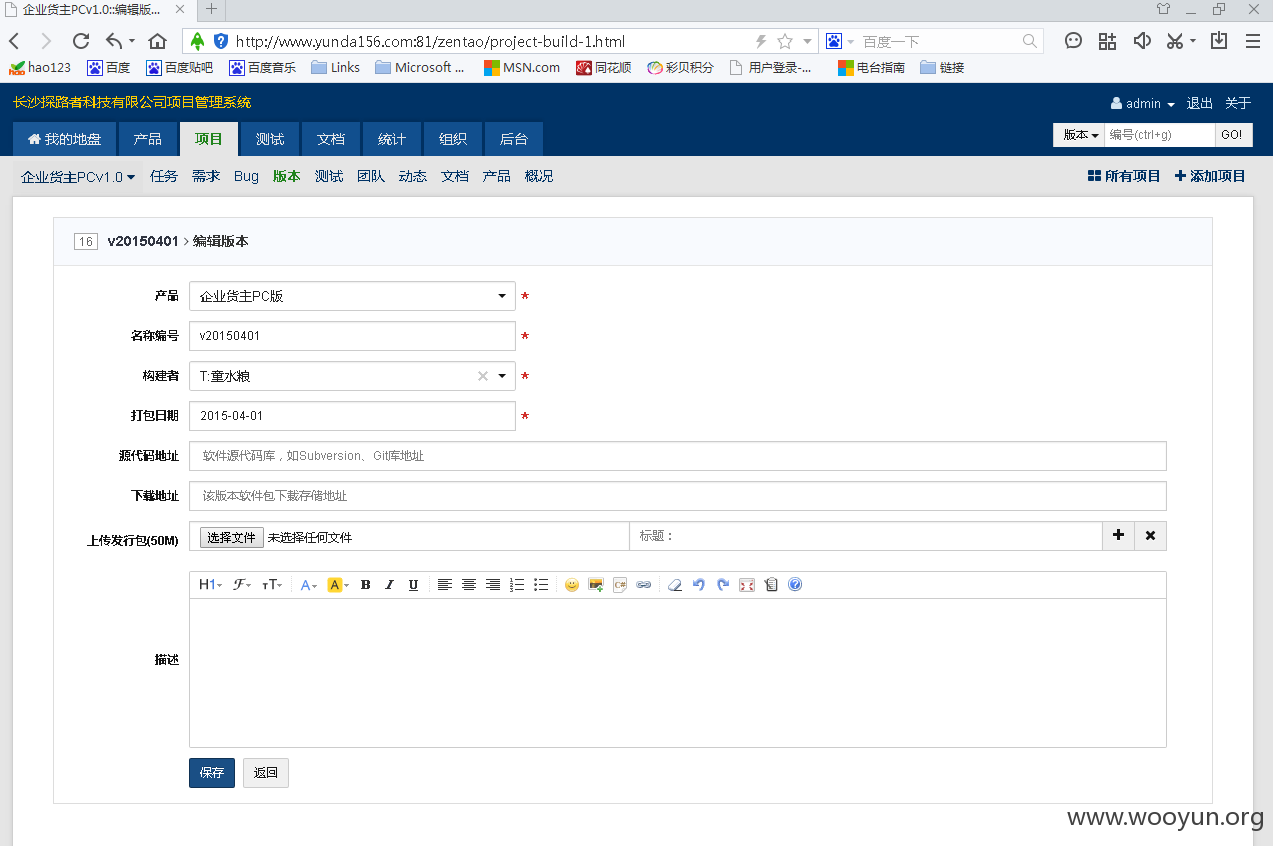 企业货主PCv1.0::编辑版...
http://www.yunda156.com:81/zentao/project-build-1.html
百度一下
hao123 百度 百度贴吧 百度音乐 Links Microsoft ... MSN.com 同花顺 彩贝积分 用户登录-... 电台指南 链接
长沙探路者科技有限公司项目管理系统
admin 退出 关于
我的地盘 产品 项目 测试 文档 统计 组织 后台
版本 编号(ctrl+g) GO!
企业货主PCv1.0 任务 需求 Bug 版本 测试 团队 动态 文档 产品 概况 所有项目 添加项目
16 v20150401 > 编辑版本
产品 企业货主PC版 *
名称编号 v20150401 *
构建者 T:童水粮 *
打包日期 2015-04-01 *
源代码地址 软件源代码库，如Subversion、Git库地址
下载地址 该版本软件包下载存储地址
上传发行包(50M) 选择文件 未选择任何文件 标题：
H1 F TT A A B I U C#
描述
保存 返回
www.wooyun.org